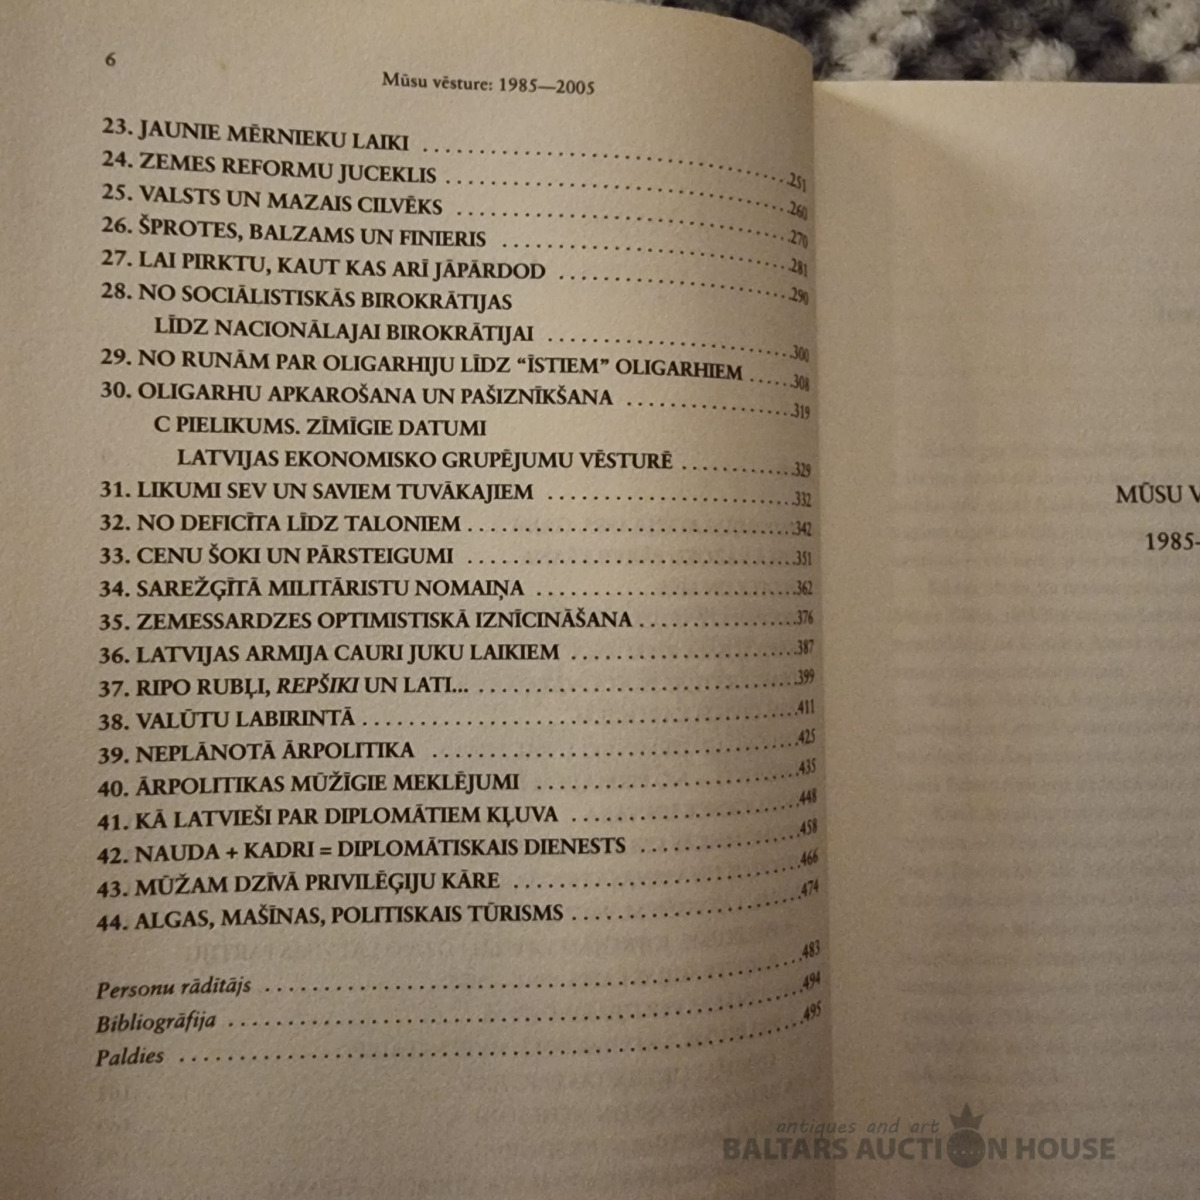 6
Mūsu vēsture: 1985—2005
23. JAUNIE MĒRNIEKU LAIKI ........ 251
24. ZEMES REFORMU JUCEKLIS ........ 260
25. VALSTS UN MAZAIS CILVĒKS ........ 270
26. ŠPROTES, BALZAMS UN FINIERIS ........ 281
27. LAI PIRKTU, KAUT KAS ARĪ JĀPĀRDOD ........ 290
28. NO SOCIĀLISTISKĀS BIROKRĀTIJAS
LĪDZ NACIONĀLAJAI BIROKRĀTIJAI ........ 300
29. NO RUNĀM PAR OLIGARHIJU LĪDZ “ĪSTIEM” OLIGARHIEM ...... 308
30. OLIGARHU APKAROŠANA UN PAŠIZNĪKŠANA ........ 319
C PIELIKUMS. ZĪMĪGIE DATUMI
LATVIJAS EKONOMISKO GRUPĒJUMU VĒSTURĒ ........ 329
31. LIKUMI SEV UN SAVIEM TUVĀKAJIEM ........ 332
32. NO DEFICĪTA LĪDZ TALONIEM ........ 342
33. CENU ŠOKI UN PĀRSTEIGUMI ........ 351
34. SAREŽĢĪTĀ MILITĀRISTU NOMAIŅA ........ 362
35. ZEMESSARDZES OPTIMISTISKĀ IZNĪCINĀŠANA ........ 376
36. LATVIJAS ARMIJA CAURI JUKU LAIKIEM ........ 387
37. RIPO RUBĻI, REPŠIKI UN LATI... ........ 399
38. VALŪTU LABIRINTĀ ........ 411
39. NEPLĀNOTĀ ĀRPOLITIKA ........ 425
40. ĀRPOLITIKAS MŪŽĪGIE MEKLĒJUMI ........ 435
41. KĀ LATVIEŠI PAR DIPLOMĀTIEM KĻUVA ........ 448
42. NAUDA + KADRI = DIPLOMĀTISKAIS DIENESTS ........ 458
43. MŪŽAM DZĪVĀ PRIVILĒĢIJU KĀRE ........ 466
44. ALGAS, MAŠĪNAS, POLITISKAIS TŪRISMS ........ 474
Personu rādītājs ........ 483
Bibliogrāfija ........ 494
Paldies ........ 495
MŪSU V
1985-
antiques and art
BALTARS AUCTION HOUSE